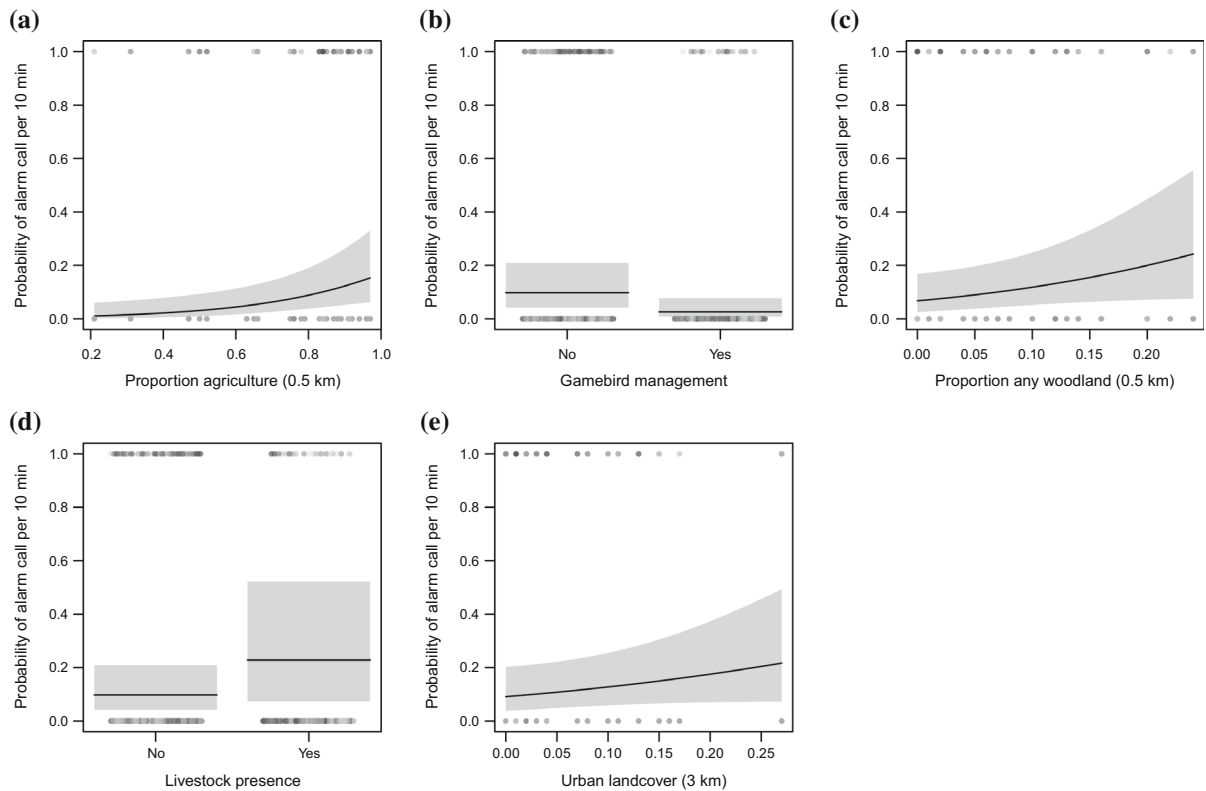 (a)
Probability of alarm call per 10 min
1.0
0.8
0.6
0.4
0.2
0.0
0.2 0.4 0.6 0.8 1.0
Proportion agriculture (0.5 km)
(b)
Probability of alarm call per 10 min
1.0
0.8
0.6
0.4
0.2
0.0
No Yes
Gamebird management
(c)
Probability of alarm call per 10 min
1.0
0.8
0.6
0.4
0.2
0.0
0.00 0.05 0.10 0.15 0.20
Proportion any woodland (0.5 km)
(d)
Probability of alarm call per 10 min
1.0
0.8
0.6
0.4
0.2
0.0
No Yes
Livestock presence
(e)
Probability of alarm call per 10 min
1.0
0.8
0.6
0.4
0.2
0.0
0.00 0.05 0.10 0.15 0.20 0.25
Urban landcover (3 km)